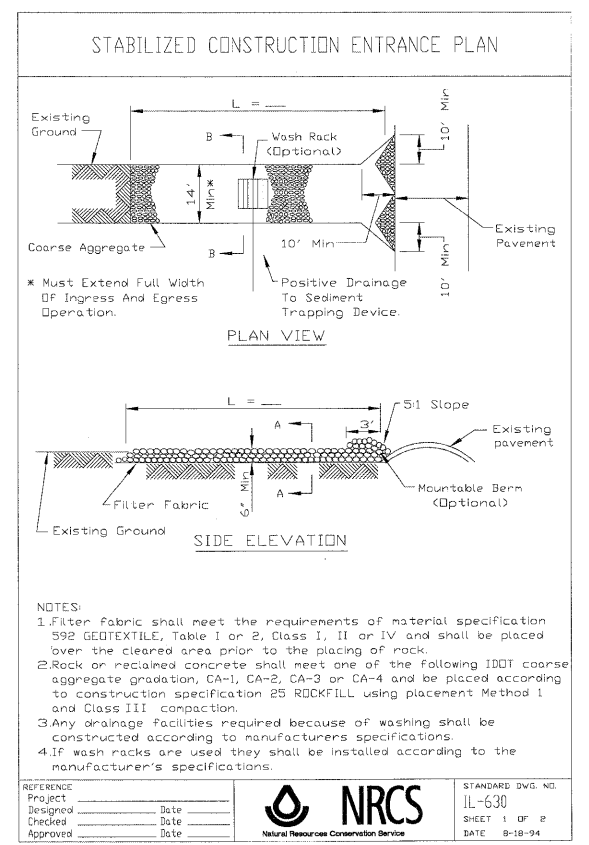 STABILIZED CONSTRUCTION ENTRANCE PLAN
L = ___
Existing
Ground
B
Wash Rack
(Optional)
10' Min
14'
Min*
10' Min
Existing
Pavement
Coarse Aggregate
B
10' Min
* Must Extend Full Width
Of Ingress And Egress
Operation.
Positive Drainage
To Sediment
Trapping Device.
PLAN VIEW
L = ___
A
3'
5:1 Slope
Existing
pavement
6" Min
Filter Fabric
A
Mountable Berm
(Optional)
Existing Ground
SIDE ELEVATION
NOTES:
1.Filter fabric shall meet the requirements of material specification
592 GEOTEXTILE, Table 1 or 2, Class I, II or IV and shall be placed
over the cleared area prior to the placing of rock.
2.Rock or reclaimed concrete shall meet one of the following IDOT coarse
aggregate gradation, CA-1, CA-2, CA-3 or CA-4 and be placed according
to construction specification 25 ROCKFILL using placement Method 1
and Class III compaction.
3.Any drainage facilities required because of washing shall be
constructed according to manufacturers specifications.
4.If wash racks are used they shall be installed according to the
manufacturer's specifications.
REFERENCE
Project
Designed Date
Checked Date
Approved Date
NRCS
Natural Resources Conservation Service
STANDARD DWG. NO.
IL-630
SHEET 1 OF 2
DATE 8-18-94